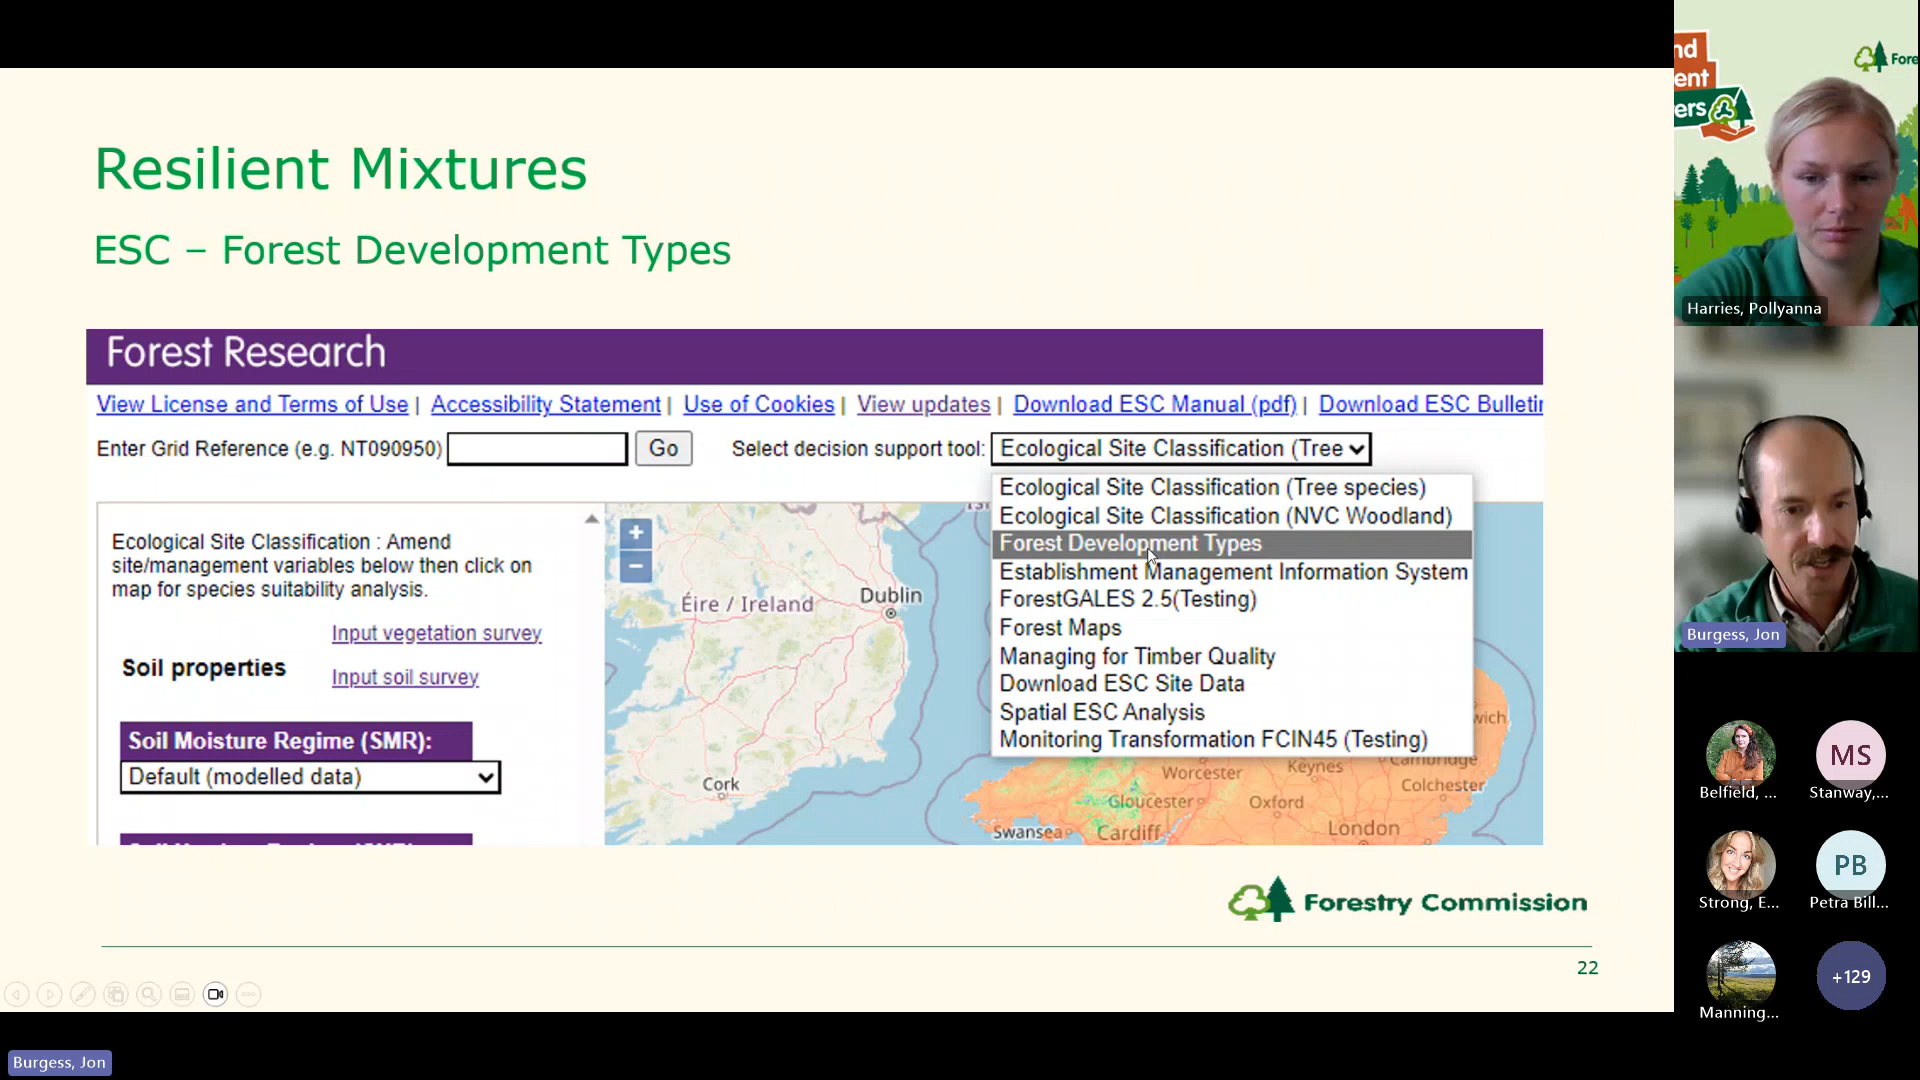 Resilient Mixtures
ESC – Forest Development Types
Forest Research
View License and Terms of Use | Accessibility Statement | Use of Cookies | View updates | Download ESC Manual (pdf) | Download ESC
Enter Grid Reference (e.g. NT090950) Go Select decision support tool: Ecological Site Classification (Tree
Ecological Site Classification (Tree species)
Ecological Site Classification (NVC Woodland)
Forest Development Types
Establishment Management Information System
ForestGALES 2.5(Testing)
Forest Maps
Managing for Timber Quality
Download ESC Site Data
Spatial ESC Analysis
Monitoring Transformation FCIN45 (Testing)
Ecological Site Classification : Amend
site/management variables below then click on
map for species suitability analysis.
Input vegetation survey
Soil properties
Input soil survey
Soil Moisture Regime (SMR):
Default (modelled data)
+
−
Éire / Ireland
Dublin
Cork
Worcester
Keynes
Cambridge
Colchester
Gloucester
Oxford
Swansea
Cardiff
London
Forestry Commission
22
Harries, Pollyanna
Burgess, Jon
Belfield, ...
MS
Stanway,...
Strong, E...
PB
Petra Bill...
Manning...
+129
Burgess, Jon